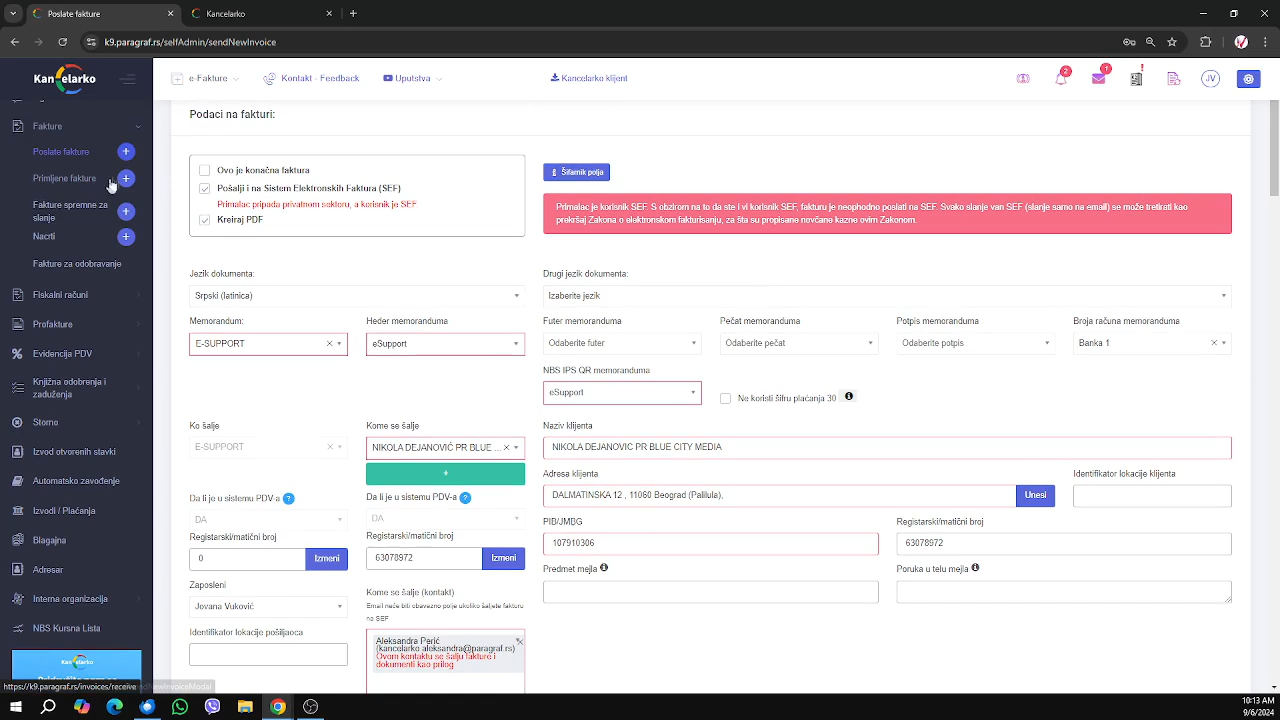 Poslate fakture
Kancelarko
k9.paragraf.rs/selfAdmin/sendNewInvoice
Kancelarko
e-Fakture
Kontakt - Feedback
Uputstva
Kancelarko klijent
2
JV
Fakture
Poslate fakture
Primljene fakture
Fakture spremne za
slanje
Nacrti
Fakture za odobravanje
Fiskalni računi
Profakture
Evidencija PDV
Knjižna odobrenja i
zaduženja
Storno
Izvod otvorenih stavki
Automatsko zavođenje
Izvodi / Plaćanja
Blagajna
Adresar
Interna organizacija
NBS Kursna Lista
Podaci na fakturi:
Ovo je konačna faktura
Pošalji i na Sistem Elektronskih Faktura (SEF)
Primalac pripada privatnom sektoru, a korisnik je SEF
Kreiraj PDF
Šifarnik polja
Primalac je korisnik SEF. S obzirom na to da ste i vi korisnik SEF, fakturu je neophodno poslati na SEF. Svako slanje van SEF (slanje samo na email) se može tretirati kao
prekršaj Zakona o elektronskom fakturisanju, za šta su propisane novčane kazne ovim Zakonom.
Jezik dokumenta:
Drugi jezik dokumenta:
Srpski (latinica)
Izaberite jezik
Memorandum:
Heder memoranduma
Futer memoranduma
Pečat memoranduma
Potpis memoranduma
Broja računa memoranduma
E-SUPPORT
eSupport
Odaberite futer
Odaberite pečat
Odaberite potpis
Banka 1
NBS IPS QR memoranduma
eSupport
Ne koristi šifru plaćanja 30
Ko šalje
Kome se šalje
Naziv klijenta
E-SUPPORT
NIKOLA DEJANOVIĆ PR BLUE ...
NIKOLA DEJANOVIĆ PR BLUE CITY MEDIA
+
Adresa klijenta
Identifikator lokacije klijenta
DALMATINSKA 12 , 11060 Beograd (Palilula),
Unesi
Da li je u sistemu PDV-a ?
Da li je u sistemu PDV-a ?
DA
DA
PIB/JMBG
Registarski/matični broj
Registarski/matični broj
Registarski/matični broj
107910306
63078972
0
Izmeni
63078972
Izmeni
Predmet mejla
Poruka u telu mejla
Zaposleni
Kome se šalje (kontakt)
Jovana Vuković
Email neće biti obavezno polje ukoliko šaljete fakturu
na SEF
Identifikator lokacije pošiljaoca
Aleksandra Perić
(kancelarko.aleksandra@paragraf.rs)
Ovom kontaktu se šalju fakture i
dokumenti kao prilog
Kancelarko
https://k9.paragraf.rs/invoices/receive
10:13 AM
9/6/2024